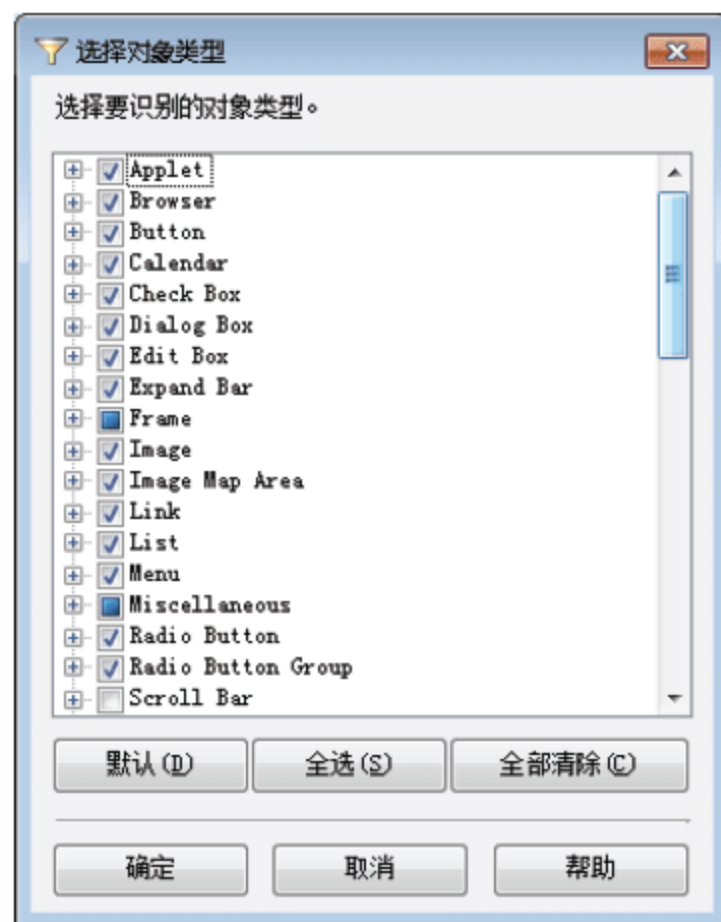 选择对象类型
选择要识别的对象类型。
Applet
Browser
Button
Calendar
Check Box
Dialog Box
Edit Box
Expand Bar
Frame
Image
Image Map Area
Link
List
Menu
Miscellaneous
Radio Button
Radio Button Group
Scroll Bar
默认(D) 全选(S) 全部清除(C)
确定 取消 帮助